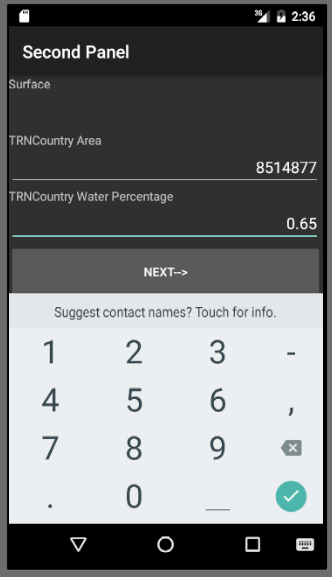 3G 2:36
Second Panel
Surface
TRNCountry Area
8514877
TRNCountry Water Percentage
0.65
NEXT-->
Suggest contact names? Touch for info.
1 2 3 -
4 5 6 ,
7 8 9
. 0 _